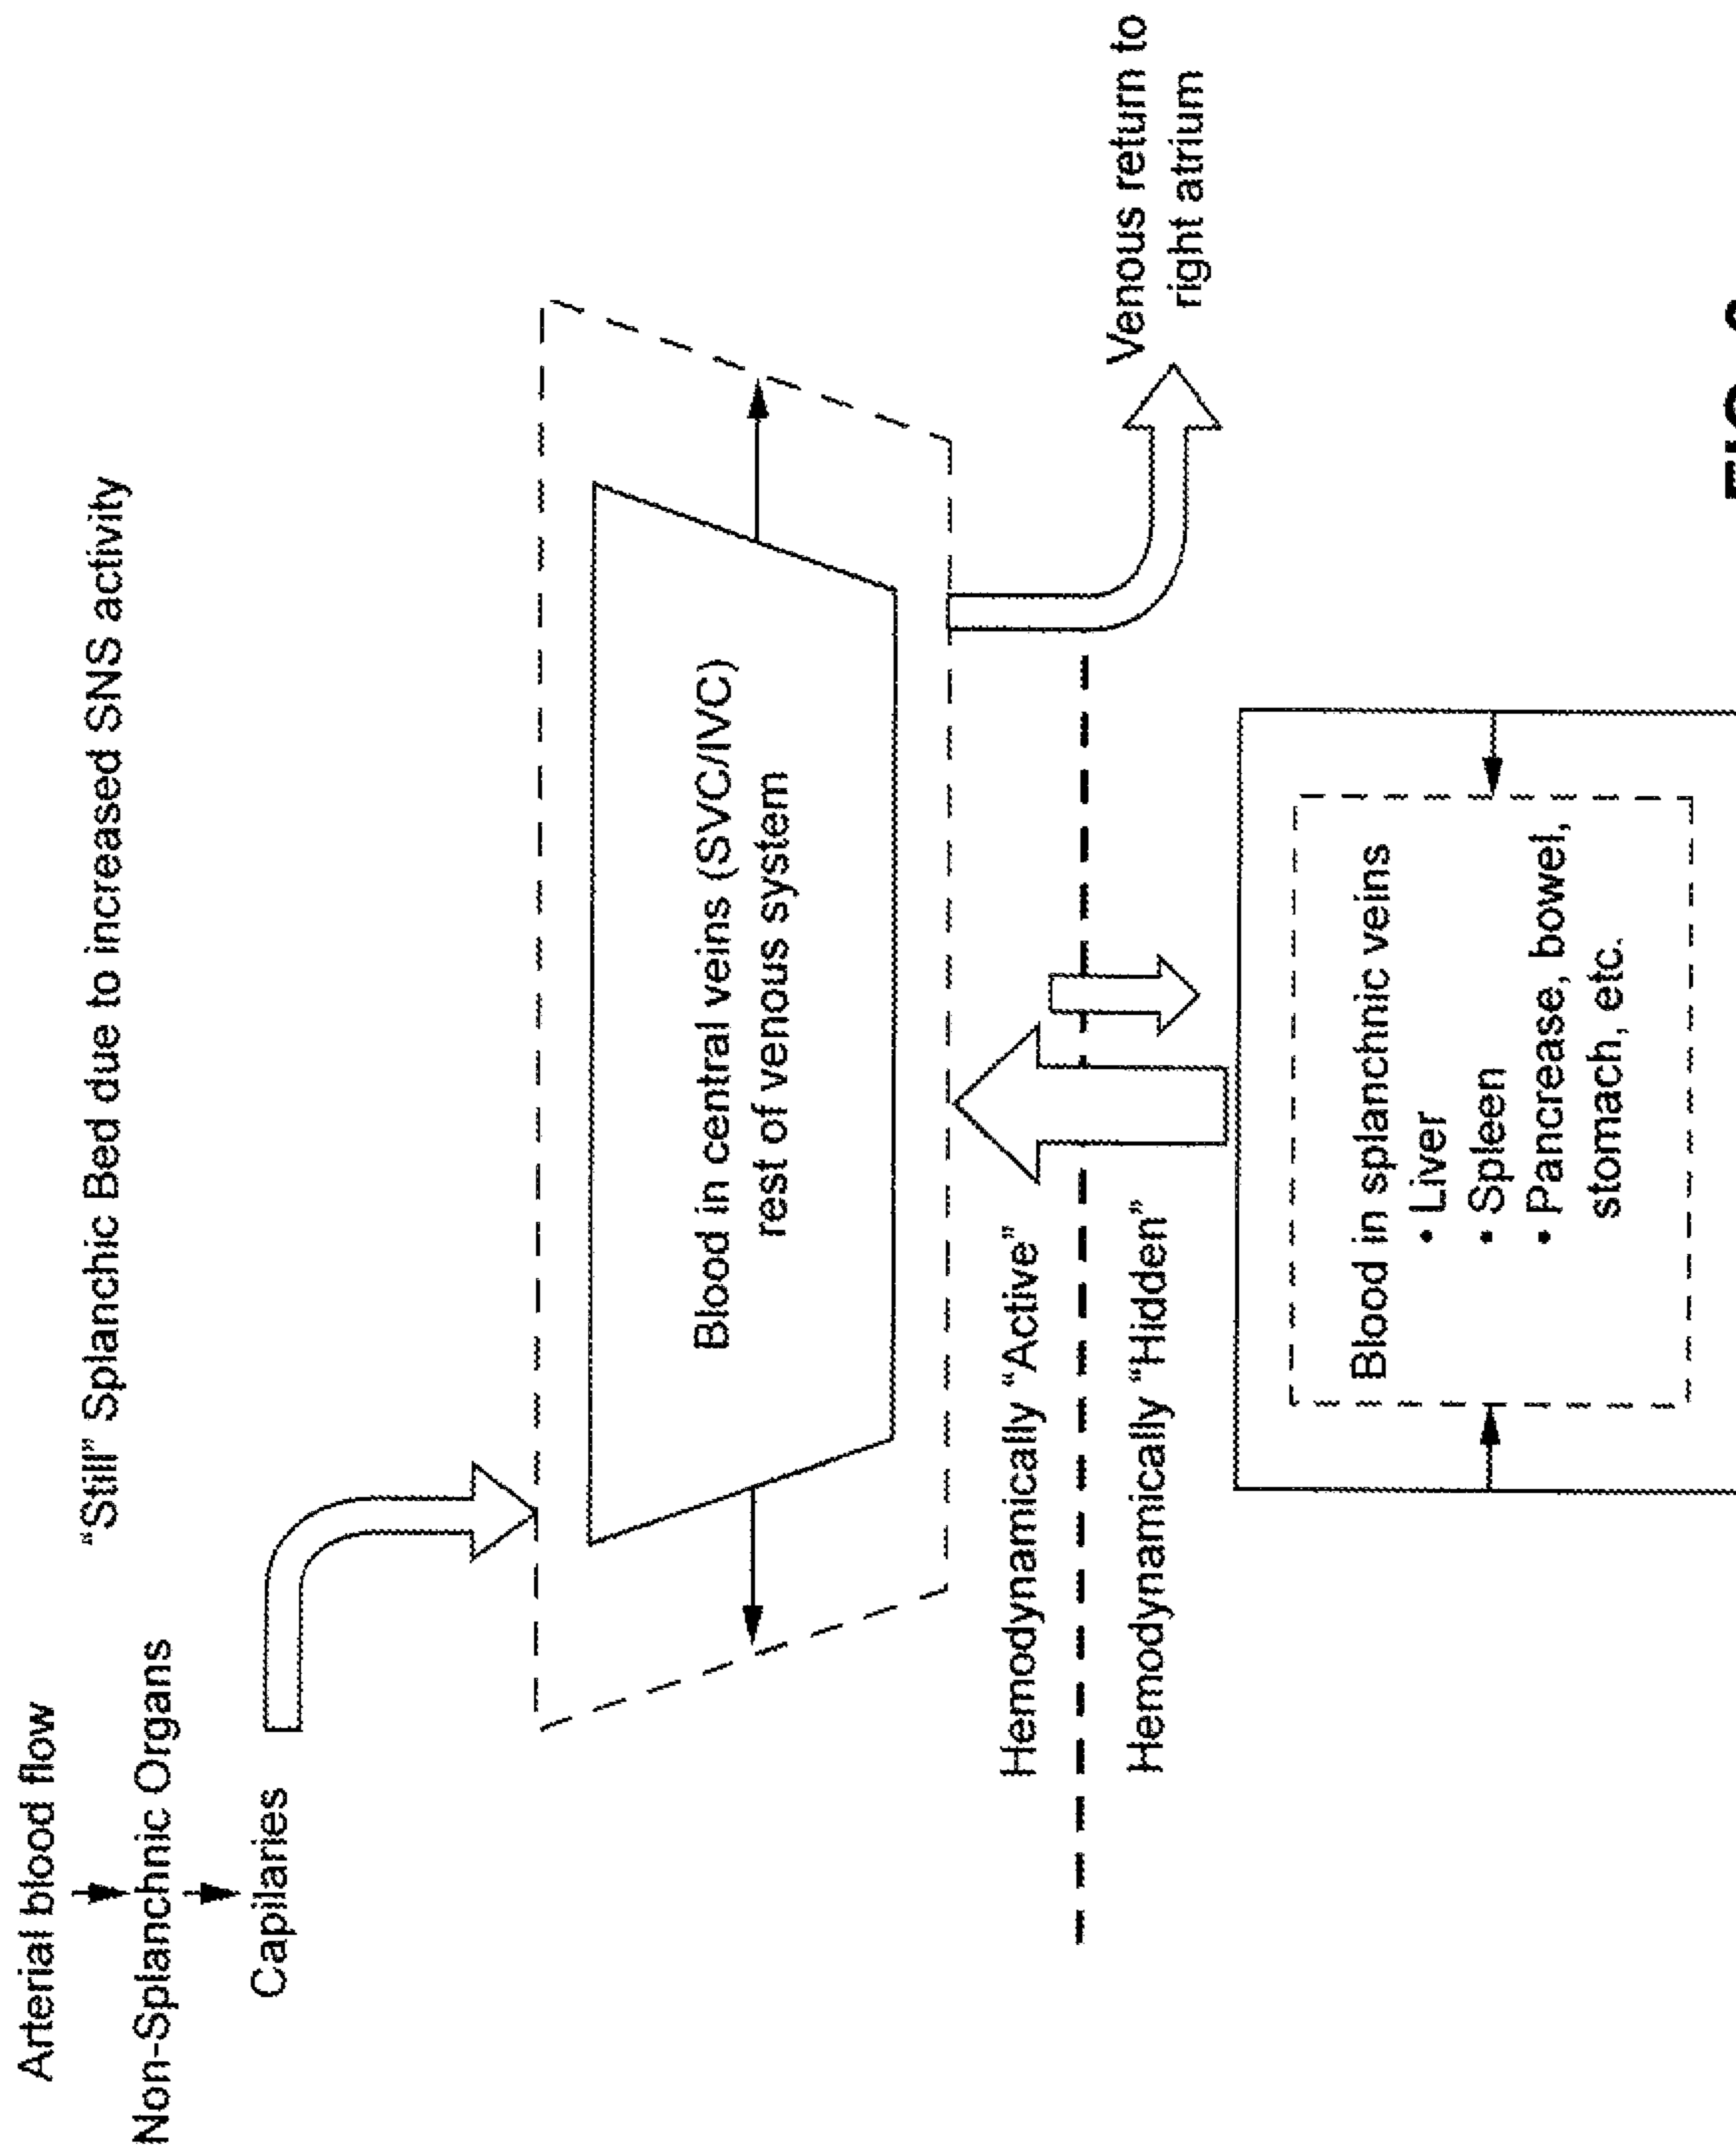 Arterial blood flow
Non-Splanchnic Organs
Capilaries
"Still" Splanchic Bed due to increased SNS activity
Blood in central veins (SVC/IVC)
rest of venous system
Venous return to
right atrium
Hemodynamically "Active"
Hemodynamically "Hidden"
Blood in splanchnic veins
• Liver
• Spleen
• Pancrease, bowel,
stomach, etc.